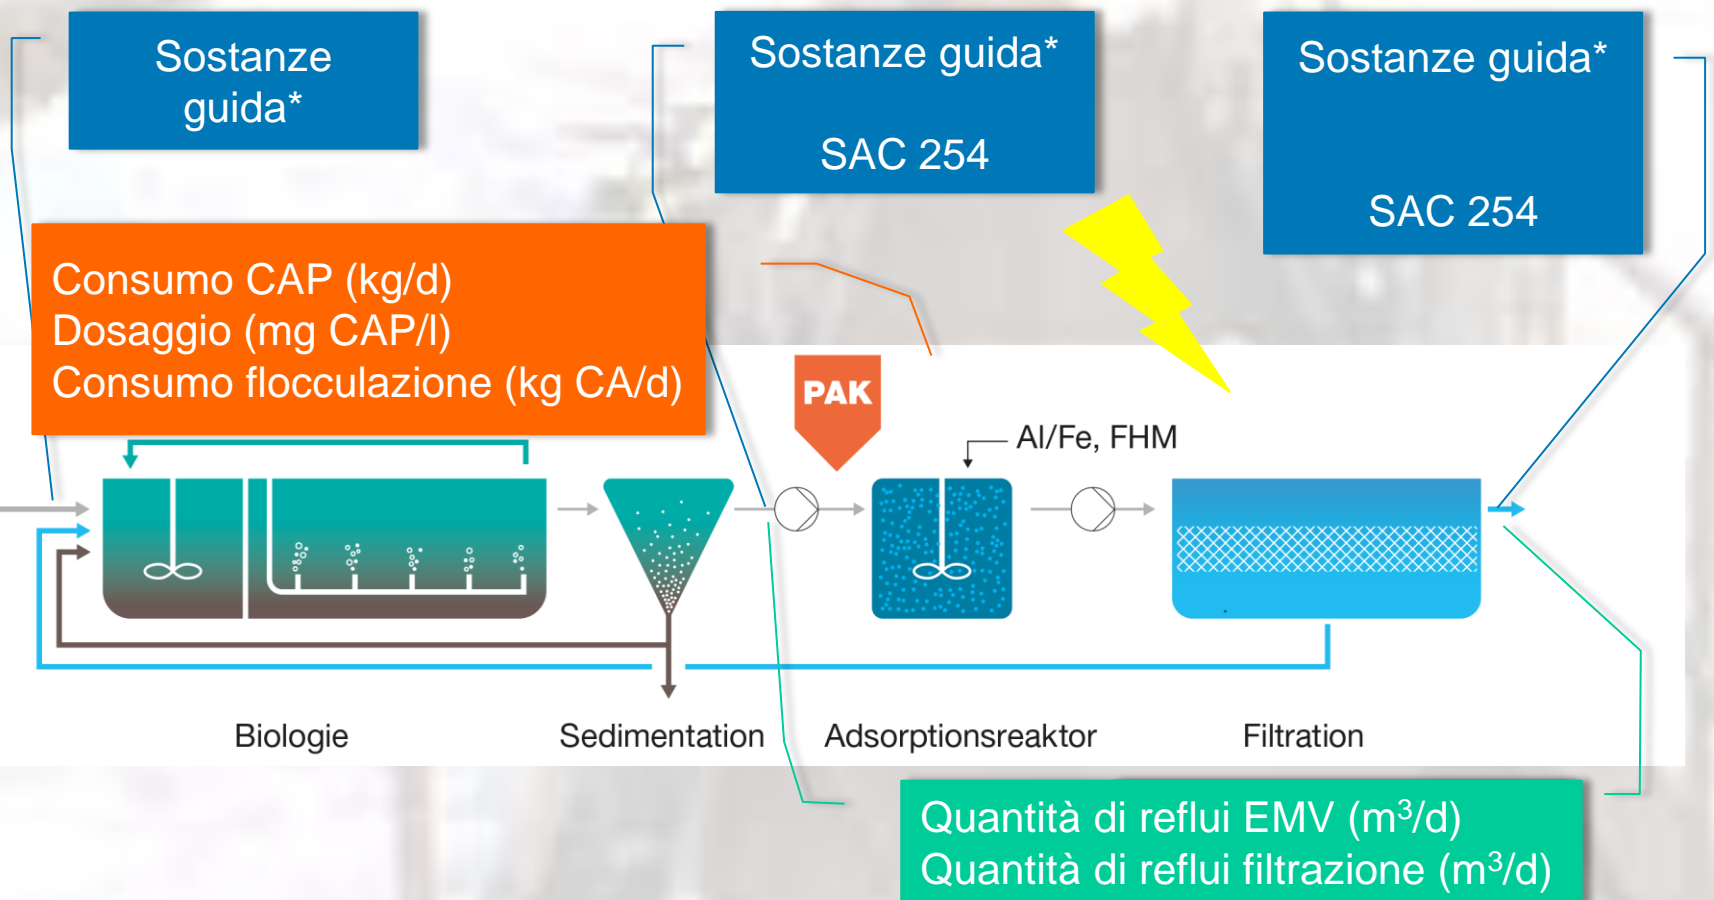 Sostanze
guida*
Sostanze guida*
SAC 254
Sostanze guida*
SAC 254
Consumo CAP (kg/d)
Dosaggio (mg CAP/l)
Consumo flocculazione (kg CA/d)
PAK
Al/Fe, FHM
Biologie
Sedimentation
Adsorptionsreaktor
Filtration
Quantità di reflui EMV (m³/d)
Quantità di reflui filtrazione (m³/d)